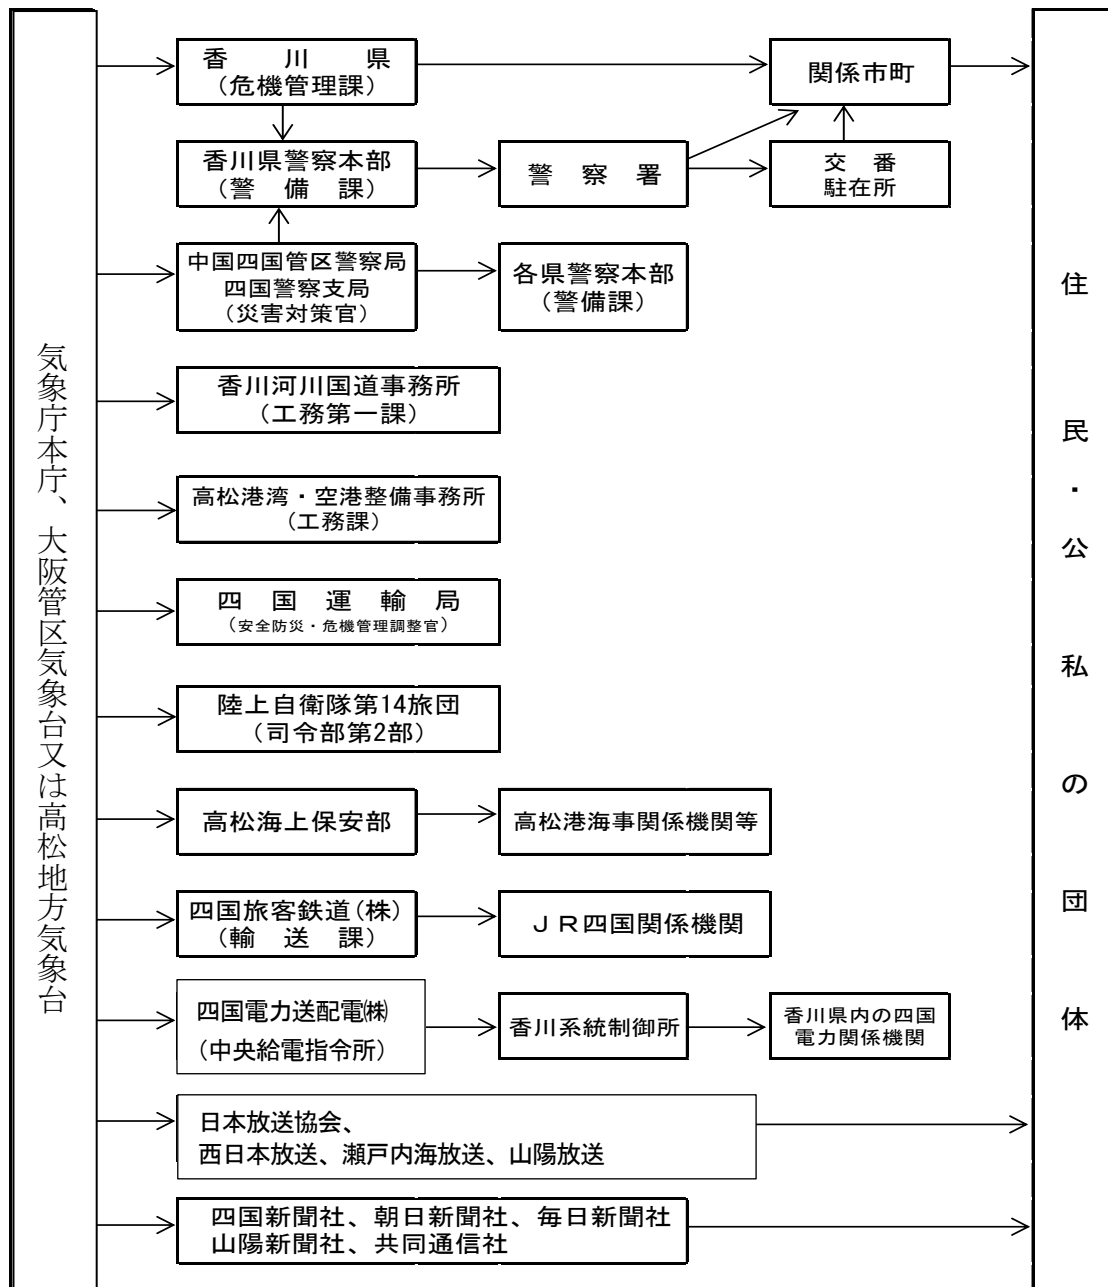 気象庁本庁、大阪管区気象台又は高松地方気象台
香　川　県
（危機管理課）
関係市町
香川県警察本部
（警　備　課）
警　察　署
交　番
駐在所
中国四国管区警察局
四国警察支局
（災害対策官）
各県警察本部
（警備課）
香川河川国道事務所
（工務第一課）
高松港湾・空港整備事務所
（工務課）
四　国　運　輸　局
（安全防災・危機管理調整官）
陸上自衛隊第14旅団
（司令部第2部）
高松海上保安部
高松港海事関係機関等
四国旅客鉄道（株）
（輸　送　課）
ＪＲ四国関係機関
四国電力送配電㈱
（中央給電指令所）
香川系統制御所
香川県内の四国
電力関係機関
日本放送協会、
西日本放送、瀬戸内海放送、山陽放送
四国新聞社、朝日新聞社、毎日新聞社
山陽新聞社、共同通信社
住民・公私の団体